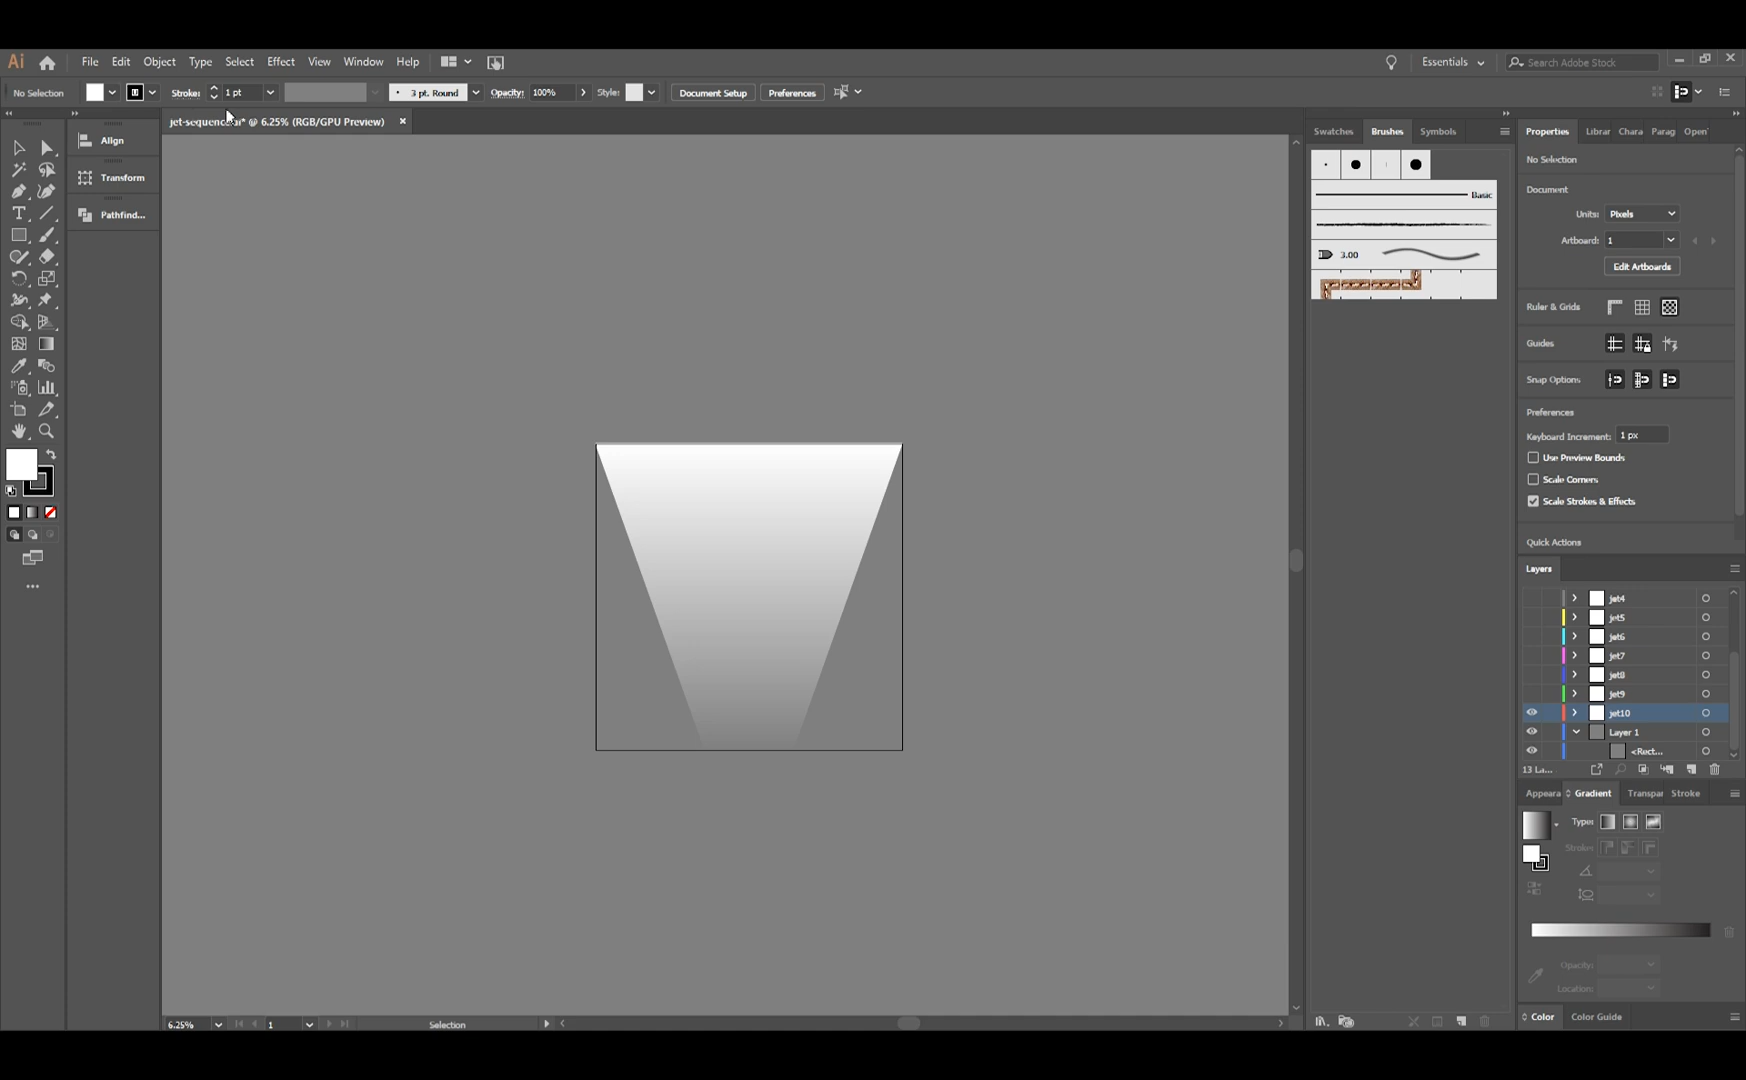 Ai File Edit Object Type Select Effect View Window Help Essentials Search Adobe Stock
No Selection Stroke: 1 pt 3 pt. Round Opacity: 100% Style: Document Setup Preferences
jet-sequence.ai* @ 6.25% (RGB/GPU Preview)
Align
Transform
Pathfind...
Swatches Brushes Symbols
Basic
3.00
Properties Librar Chara Parag Open
No Selection
Document
Units: Pixels
Artboard: 1
Edit Artboards
Ruler & Grids
Guides
Snap Options
Preferences
Keyboard Increment: 1 px
Use Preview Bounds
Scale Corners
Scale Strokes & Effects
Quick Actions
Layers
jet4
jet5
jet6
jet7
jet8
jet9
jet10
Layer 1
<Rect...
13 La...
Appeara Gradient Transpar Stroke
Type:
Stroke:
Opacity:
Location:
Color Color Guide
6.25% 1 Selection